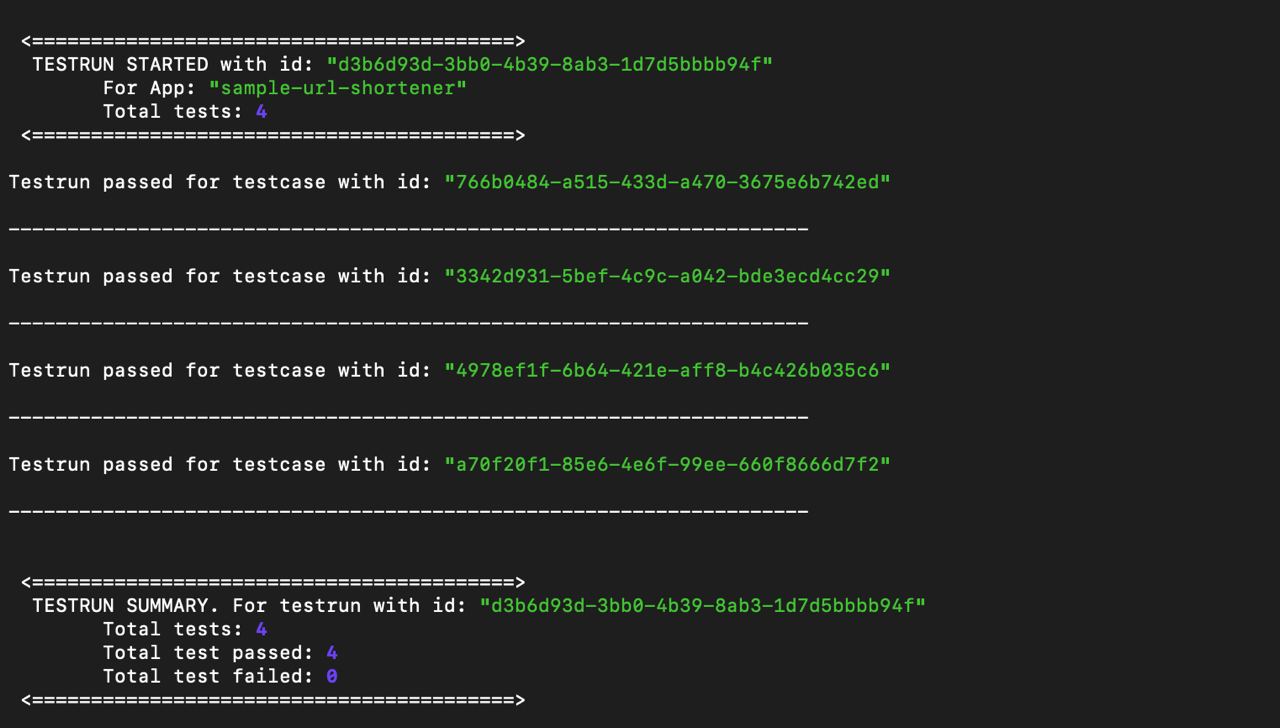 <=========================================>
TESTRUN STARTED with id: "d3b6d93d-3bb0-4b39-8ab3-1d7d5bbbb94f"
For App: "sample-url-shortener"
Total tests: 4
<=========================================>
Testrun passed for testcase with id: "766b0484-a515-433d-a470-3675e6b742ed"
--------------------------------------------------------------------
Testrun passed for testcase with id: "3342d931-5bef-4c9c-a042-bde3ecd4cc29"
--------------------------------------------------------------------
Testrun passed for testcase with id: "4978ef1f-6b64-421e-aff8-b4c426b035c6"
--------------------------------------------------------------------
Testrun passed for testcase with id: "a70f20f1-85e6-4e6f-99ee-660f8666d7f2"
--------------------------------------------------------------------
<=========================================>
TESTRUN SUMMARY. For testrun with id: "d3b6d93d-3bb0-4b39-8ab3-1d7d5bbbb94f"
Total tests: 4
Total test passed: 4
Total test failed: 0
<=========================================>